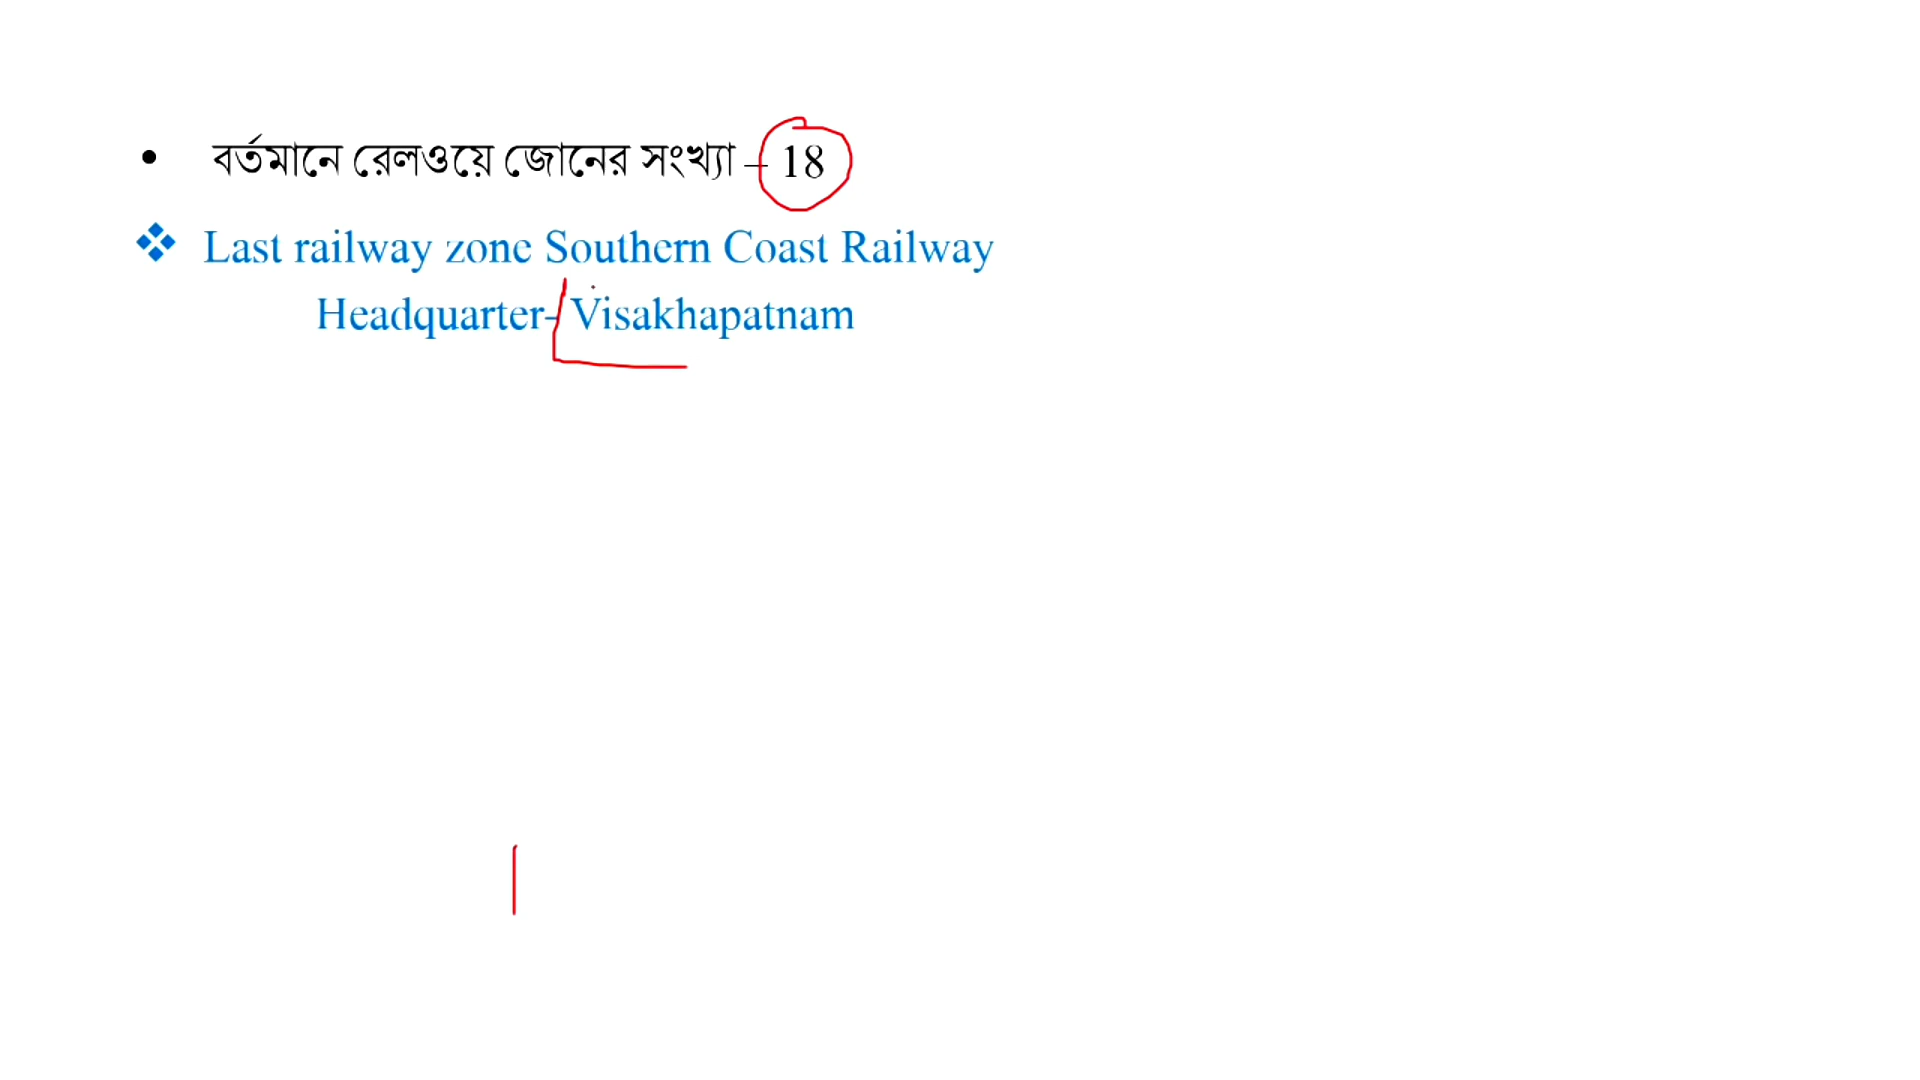 • বর্তমানে রেলওয়ে জোনের সংখ্যা – 18
❖ Last railway zone Southern Coast Railway
Headquarter- Visakhapatnam